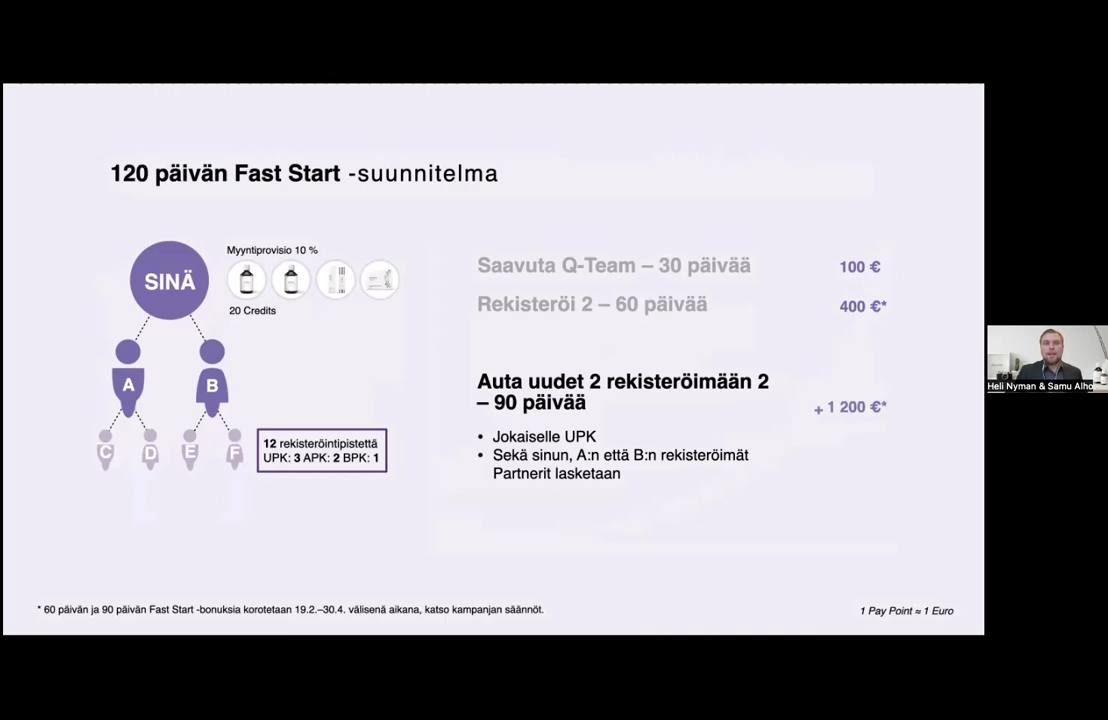 120 päivän Fast Start -suunnitelma
Myyntiprovisio 10 %
SINÄ
20 Credits
A
B
C
D
E
F
12 rekisteröintipistettä
UPK: 3 APK: 2 BPK: 1
Saavuta Q-Team – 30 päivää
100 €
Rekisteröi 2 – 60 päivää
400 €*
Auta uudet 2 rekisteröimään 2
– 90 päivää
+ 1 200 €*
• Jokaiselle UPK
• Sekä sinun, A:n että B:n rekisteröimät
Partnerit lasketaan
* 60 päivän ja 90 päivän Fast Start -bonuksia korotetaan 19.2.–30.4. välisenä aikana, katso kampanjan säännöt.
1 Pay Point ≈ 1 Euro
Heli Nyman & Samu Alho